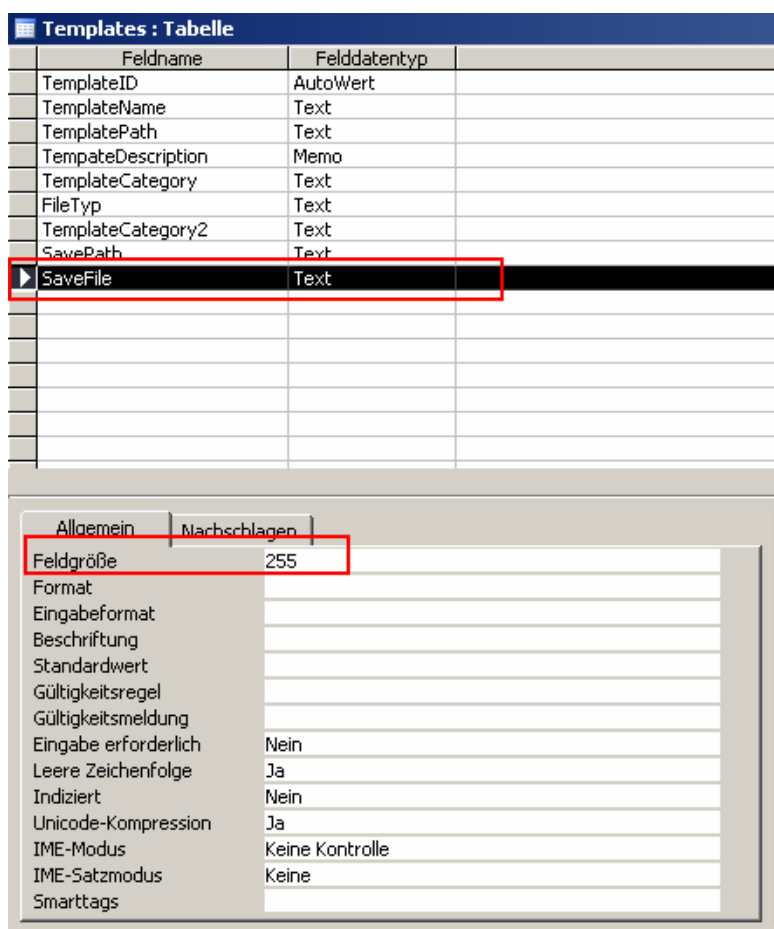 Templates : Tabelle
Feldname Felddatentyp
TemplateID AutoWert
TemplateName Text
TemplatePath Text
TempateDescription Memo
TemplateCategory Text
FileTyp Text
TemplateCategory2 Text
SavePath Text
SaveFile Text
Allgemein Nachschlagen
Feldgröße 255
Format
Eingabeformat
Beschriftung
Standardwert
Gültigkeitsregel
Gültigkeitsmeldung
Eingabe erforderlich Nein
Leere Zeichenfolge Ja
Indiziert Nein
Unicode-Kompression Ja
IME-Modus Keine Kontrolle
IME-Satzmodus Keine
Smarttags